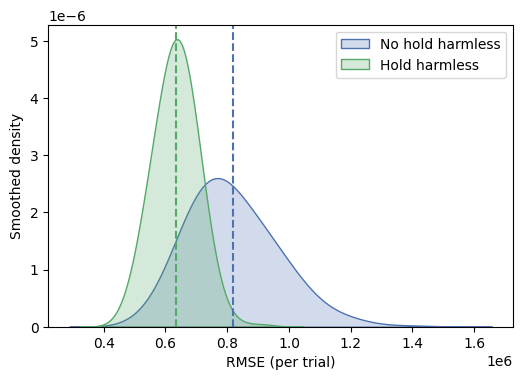 1e−6
No hold harmless
Hold harmless
5
4
3
2
1
0
Smoothed density
0.4 0.6 0.8 1.0 1.2 1.4 1.6
1e6
RMSE (per trial)